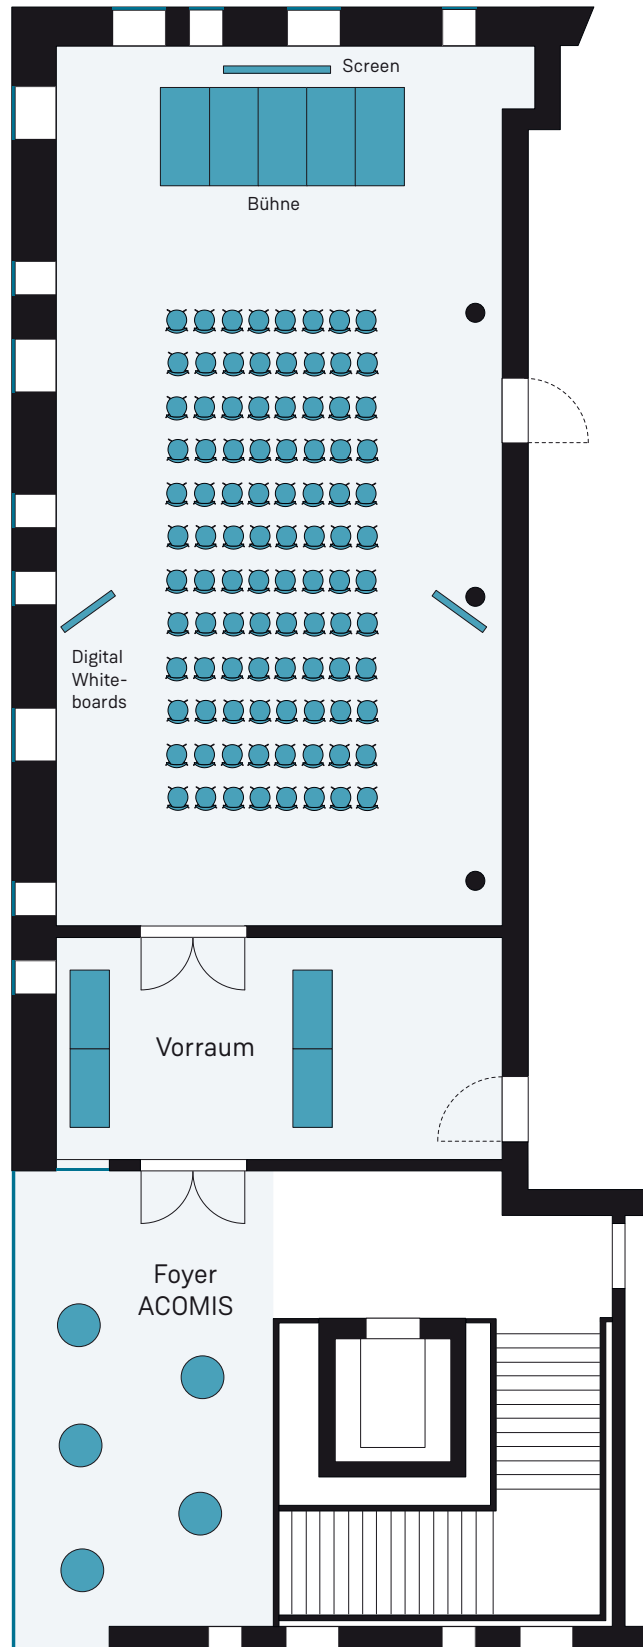 Screen
Bühne
Digital
White-
boards
Vorraum
Foyer
ACOMIS